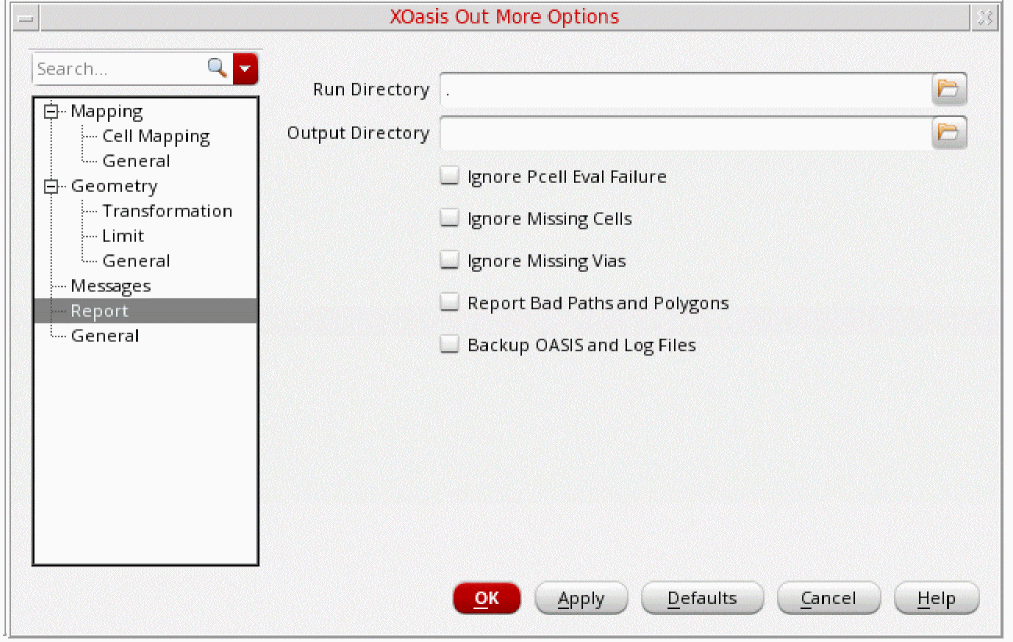 XOasis Out More Options
Search...
Mapping
Cell Mapping
General
Geometry
Transformation
Limit
General
Messages
Report
General
Run Directory .
Output Directory
Ignore Pcell Eval Failure
Ignore Missing Cells
Ignore Missing Vias
Report Bad Paths and Polygons
Backup OASIS and Log Files
OK Apply Defaults Cancel Help